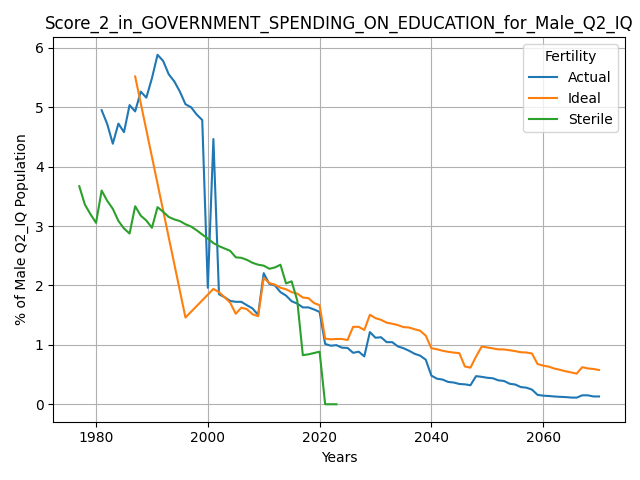 Score_2_in_GOVERNMENT_SPENDING_ON_EDUCATION_for_Male_Q2_IQ
Fertility
Actual
Ideal
Sterile
% of Male Q2_IQ Population
6
5
4
3
2
1
0
1980
2000
2020
2040
2060
Years